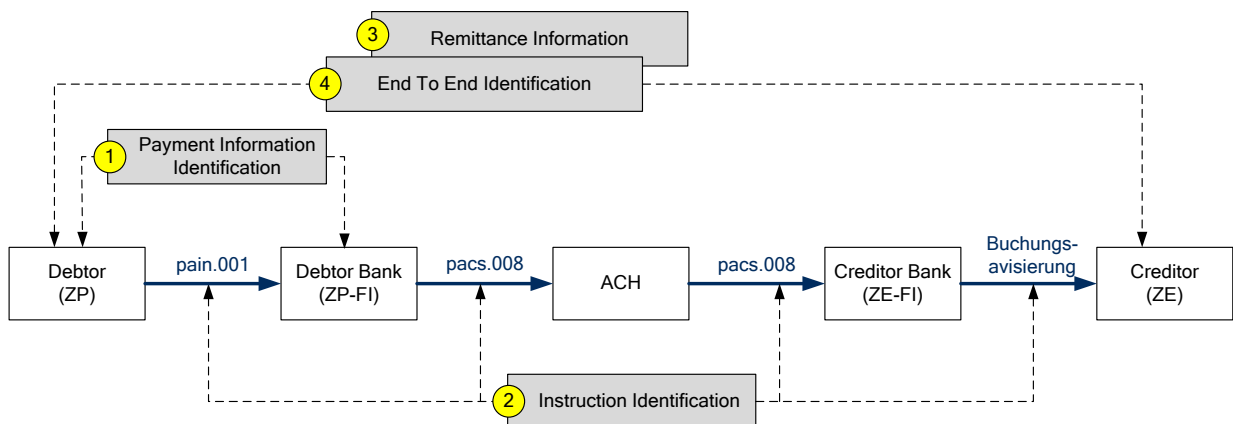 3 Remittance Information
4 End To End Identification
1 Payment Information
Identification
Buchungs-
avisierung
pain.001
pacs.008
pacs.008
Debtor
(ZP)
Debtor Bank
(ZP-FI)
ACH
Creditor Bank
(ZE-FI)
Creditor
(ZE)
2 Instruction Identification